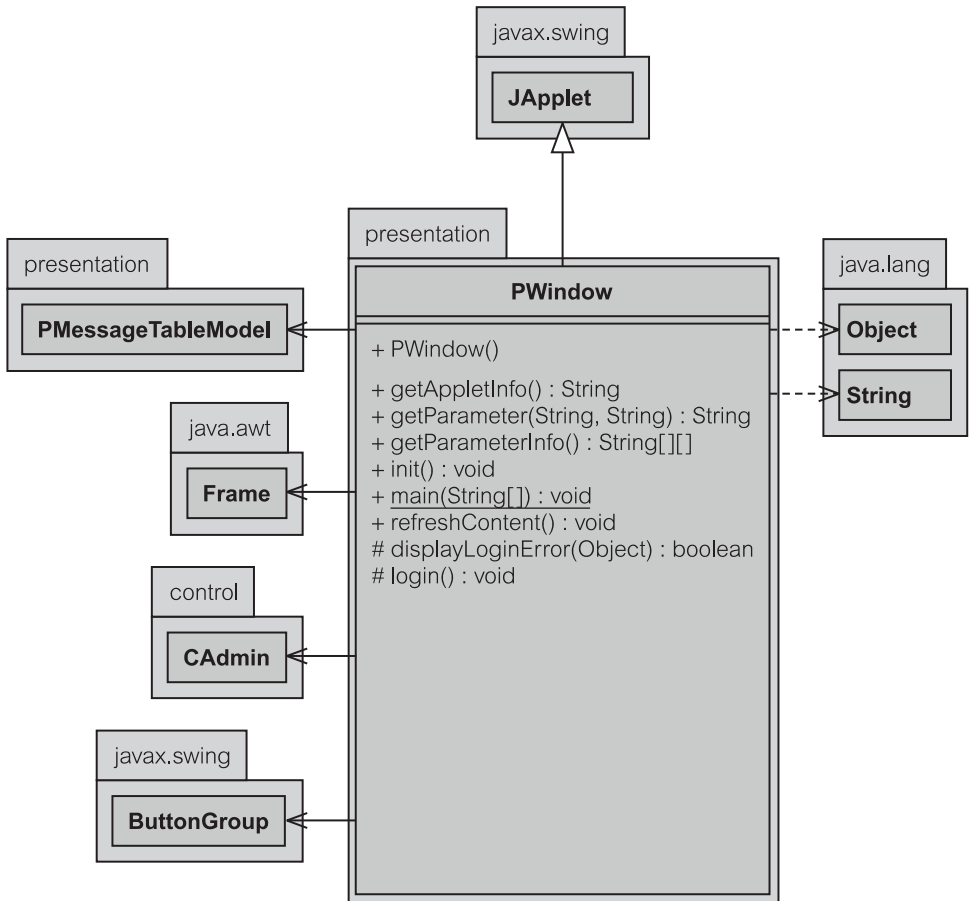 javax.swing
JApplet
presentation
PWindow
+ PWindow()
+ getAppletInfo() : String
+ getParameter(String, String) : String
+ getParameterInfo() : String[][]
+ init() : void
+ main(String[]) : void
+ refreshContent() : void
# displayLoginError(Object) : boolean
# login() : void
presentation
PMessageTableModel
java.awt
Frame
control
CAdmin
javax.swing
ButtonGroup
java.lang
Object
String